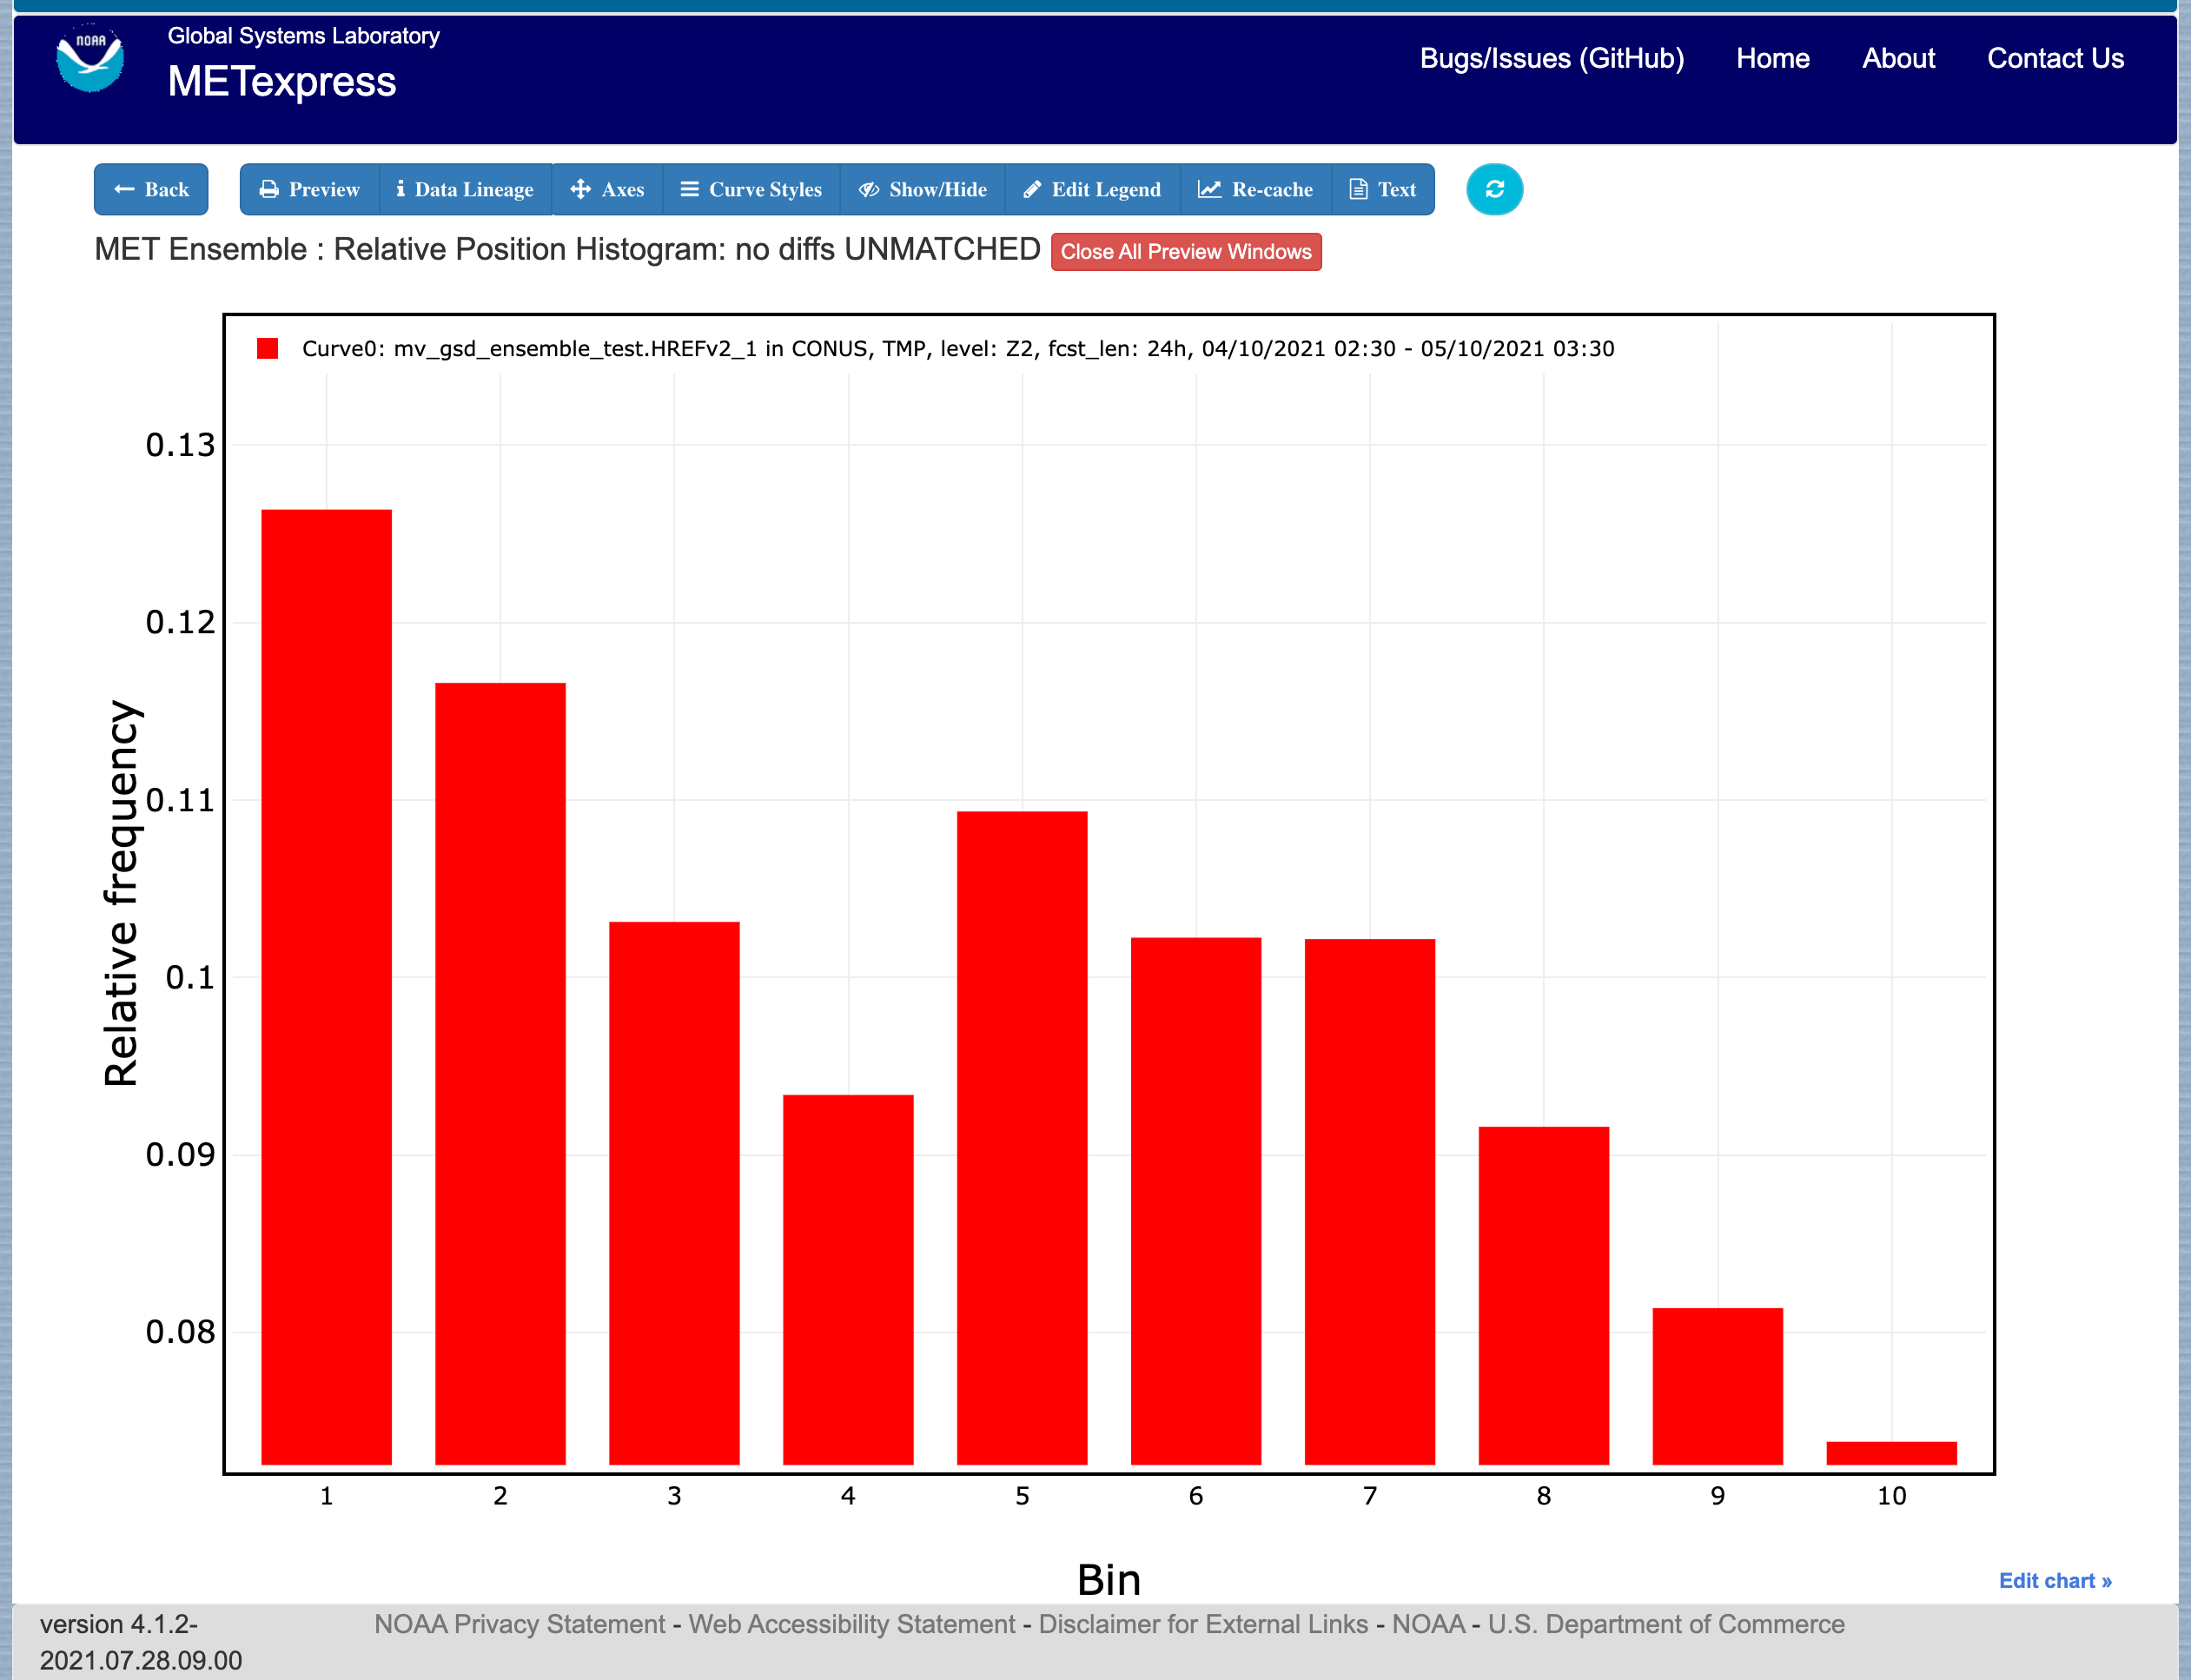 NOAA
Global Systems Laboratory
METexpress
Bugs/Issues (GitHub) Home About Contact Us
Back Preview Data Lineage Axes Curve Styles Show/Hide Edit Legend Re-cache Text
MET Ensemble : Relative Position Histogram: no diffs UNMATCHED Close All Preview Windows
Curve0: mv_gsd_ensemble_test.HREFv2_1 in CONUS, TMP, level: Z2, fcst_len: 24h, 04/10/2021 02:30 - 05/10/2021 03:30
0.13
0.12
0.11
0.1
0.09
0.08
Relative frequency
1 2 3 4 5 6 7 8 9 10
Bin
Edit chart »
version 4.1.2-
2021.07.28.09.00
NOAA Privacy Statement - Web Accessibility Statement - Disclaimer for External Links - NOAA - U.S. Department of Commerce